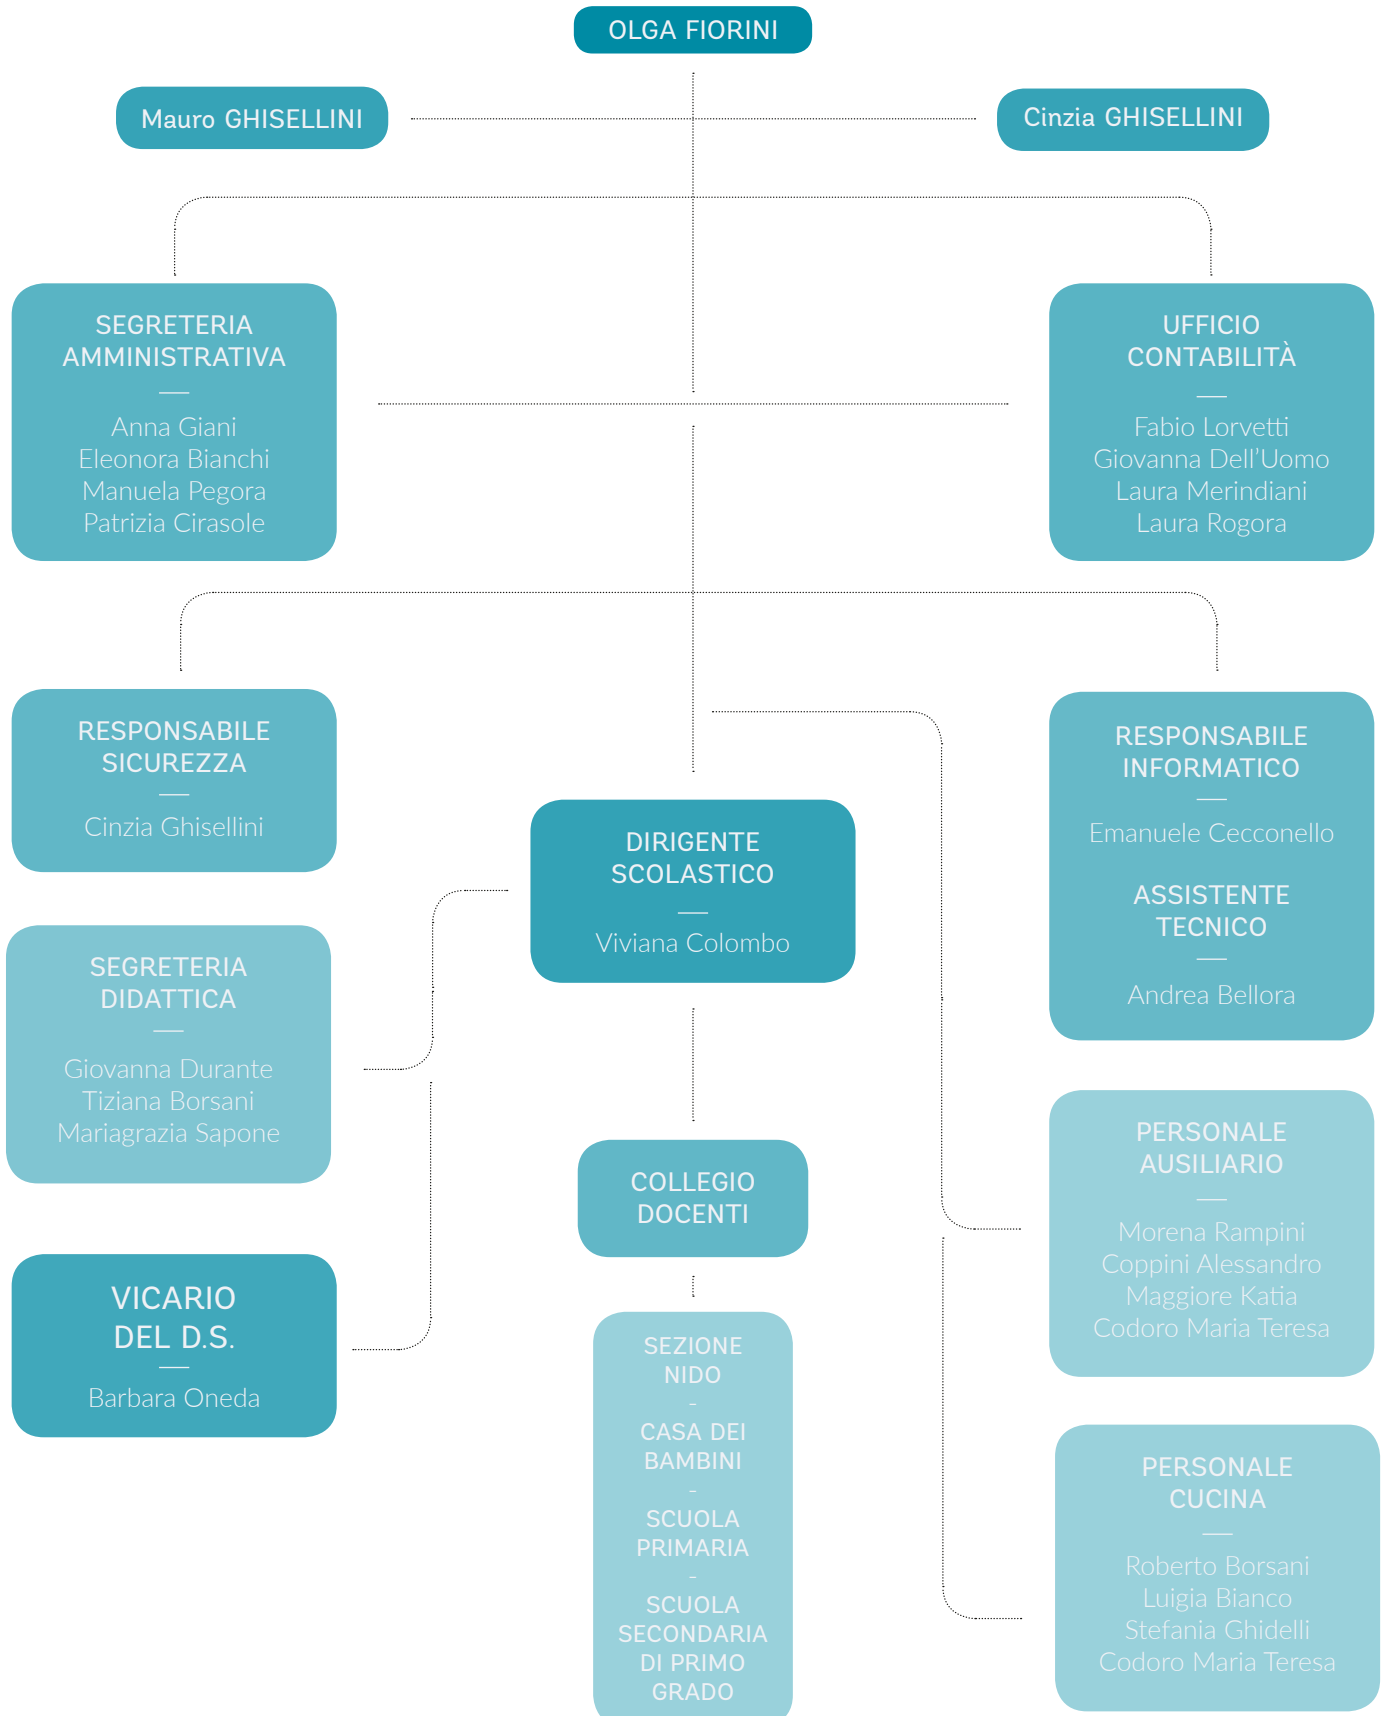 OLGA FIORINI
Mauro GHISELLINI
Cinzia GHISELLINI
SEGRETERIA
AMMINISTRATIVA
Anna Giani
Eleonora Bianchi
Manuela Pegora
Patrizia Cirasole
UFFICIO
CONTABILITÀ
Fabio Lorvetti
Giovanna Dell’Uomo
Laura Merindiani
Laura Rogora
RESPONSABILE
SICUREZZA
Cinzia Ghisellini
RESPONSABILE
INFORMATICO
Emanuele Cecconello
ASSISTENTE
TECNICO
Andrea Bellora
DIRIGENTE
SCOLASTICO
Viviana Colombo
SEGRETERIA
DIDATTICA
Giovanna Durante
Tiziana Borsani
Mariagrazia Sapone
COLLEGIO
DOCENTI
PERSONALE
AUSILIARIO
Morena Rampini
Coppini Alessandro
Maggiore Katia
Codoro Maria Teresa
VICARIO
DEL D.S.
Barbara Oneda
SEZIONE
NIDO
-
CASA DEI
BAMBINI
-
SCUOLA
PRIMARIA
-
SCUOLA
SECONDARIA
DI PRIMO
GRADO
PERSONALE
CUCINA
Roberto Borsani
Luigia Bianco
Stefania Ghidelli
Codoro Maria Teresa